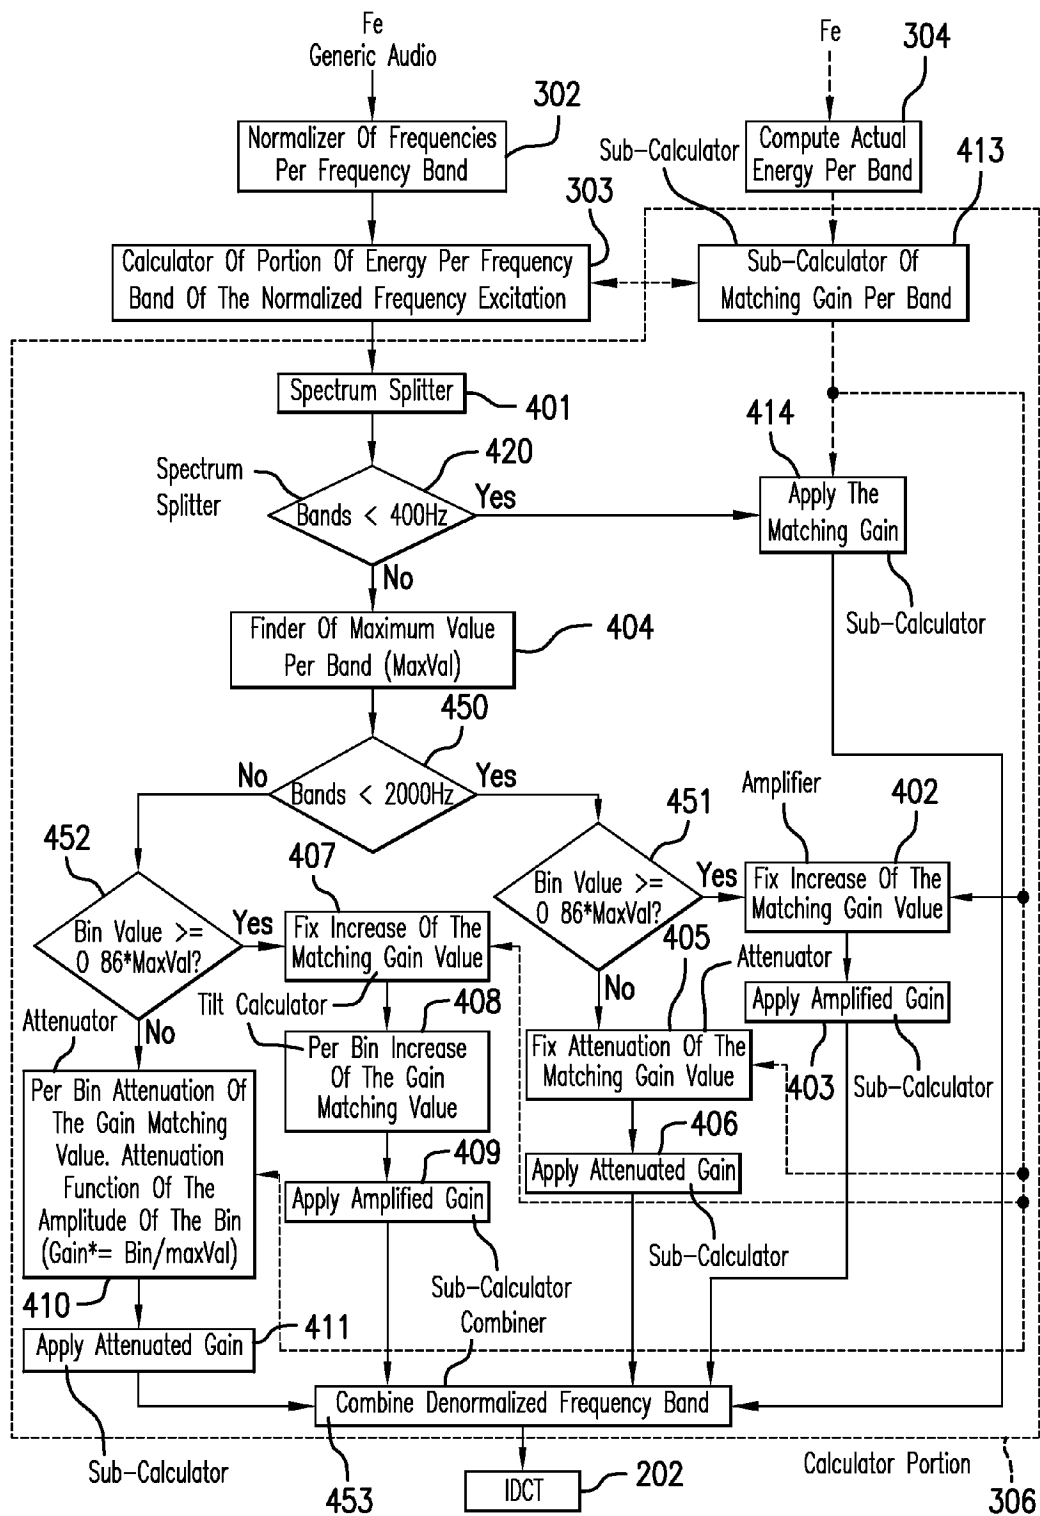 Fe
Generic Audio
Fe
304
302
Normalizer Of Frequencies
Per Frequency Band
Compute Actual
Energy Per Band
Sub-Calculator
413
303
Calculator Of Portion Of Energy Per Frequency
Band Of The Normalized Frequency Excitation
Sub-Calculator Of
Matching Gain Per Band
Spectrum Splitter
401
414
420
Spectrum
Splitter
Bands < 400Hz
Yes
No
Apply The
Matching Gain
Sub-Calculator
Finder Of Maximum Value
Per Band (MaxVal)
404
450
No
Bands < 2000Hz
Yes
Amplifier
402
451
452
407
Bin Value >=
0 86*MaxVal?
Yes
Fix Increase Of The
Matching Gain Value
Bin Value >=
0 86*MaxVal?
Yes
Fix Increase Of The
Matching Gain Value
405
Attenuator
No
Tilt Calculator
408
Apply Amplified Gain
Attenuator
No
Per Bin Increase
Of The Gain
Matching Value
Fix Attenuation Of The
Matching Gain Value
403
Sub-Calculator
Per Bin Attenuation Of
The Gain Matching
Value. Attenuation
Function Of The
Amplitude Of The Bin
(Gain*= Bin/maxVal)
409
406
Apply Amplified Gain
Apply Attenuated Gain
Sub-Calculator
Sub-Calculator
Combiner
410
411
Apply Attenuated Gain
Combine Denormalized Frequency Band
Sub-Calculator
453
IDCT
202
Calculator Portion
306